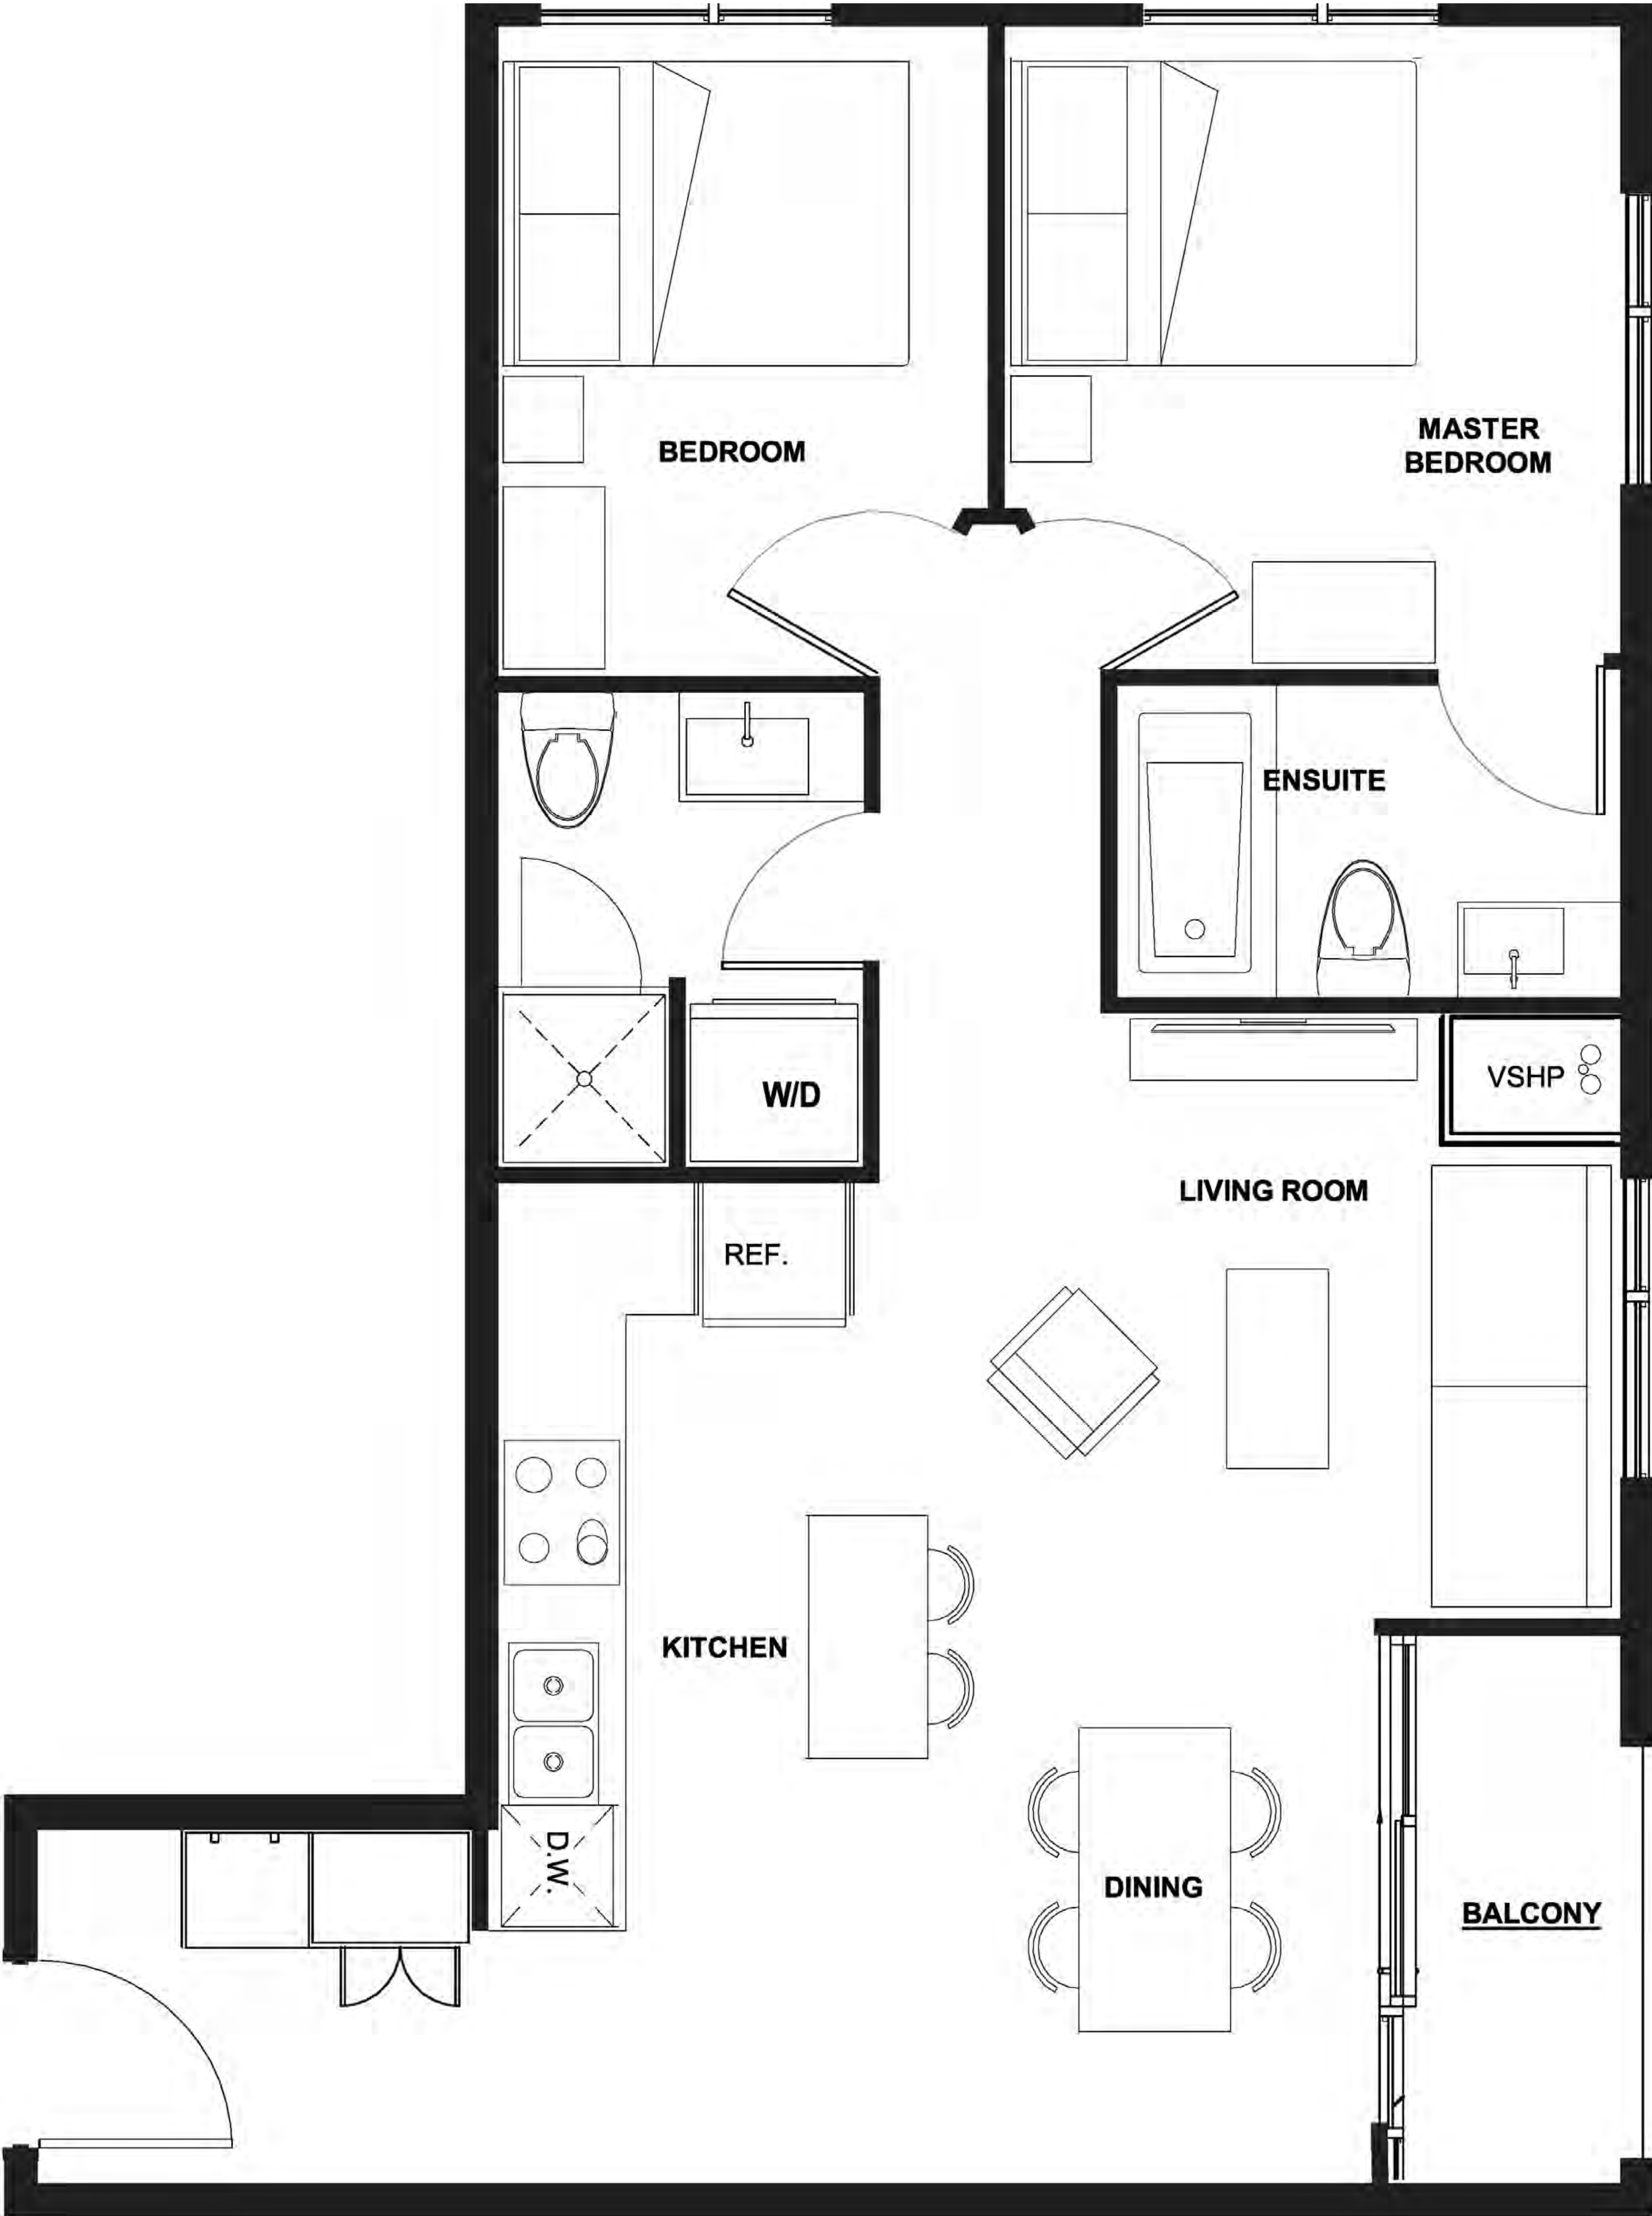 BEDROOM
MASTER
BEDROOM
ENSUITE
W/D
VSHP
LIVING ROOM
REF.
KITCHEN
D.W.
DINING
BALCONY